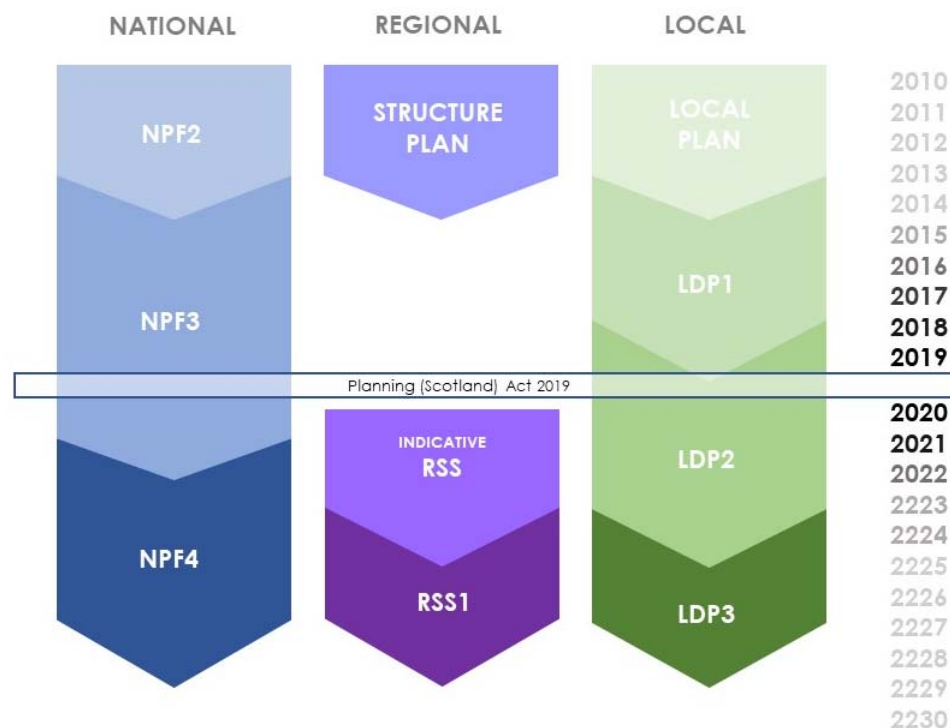 NATIONAL
REGIONAL
LOCAL
NPF2
STRUCTURE
PLAN
LOCAL
PLAN
NPF3
LDP1
Planning (Scotland) Act 2019
INDICATIVE
RSS
LDP2
NPF4
RSS1
LDP3
2010
2011
2012
2013
2014
2015
2016
2017
2018
2019
2020
2021
2022
2223
2224
2225
2226
2227
2228
2229
2230